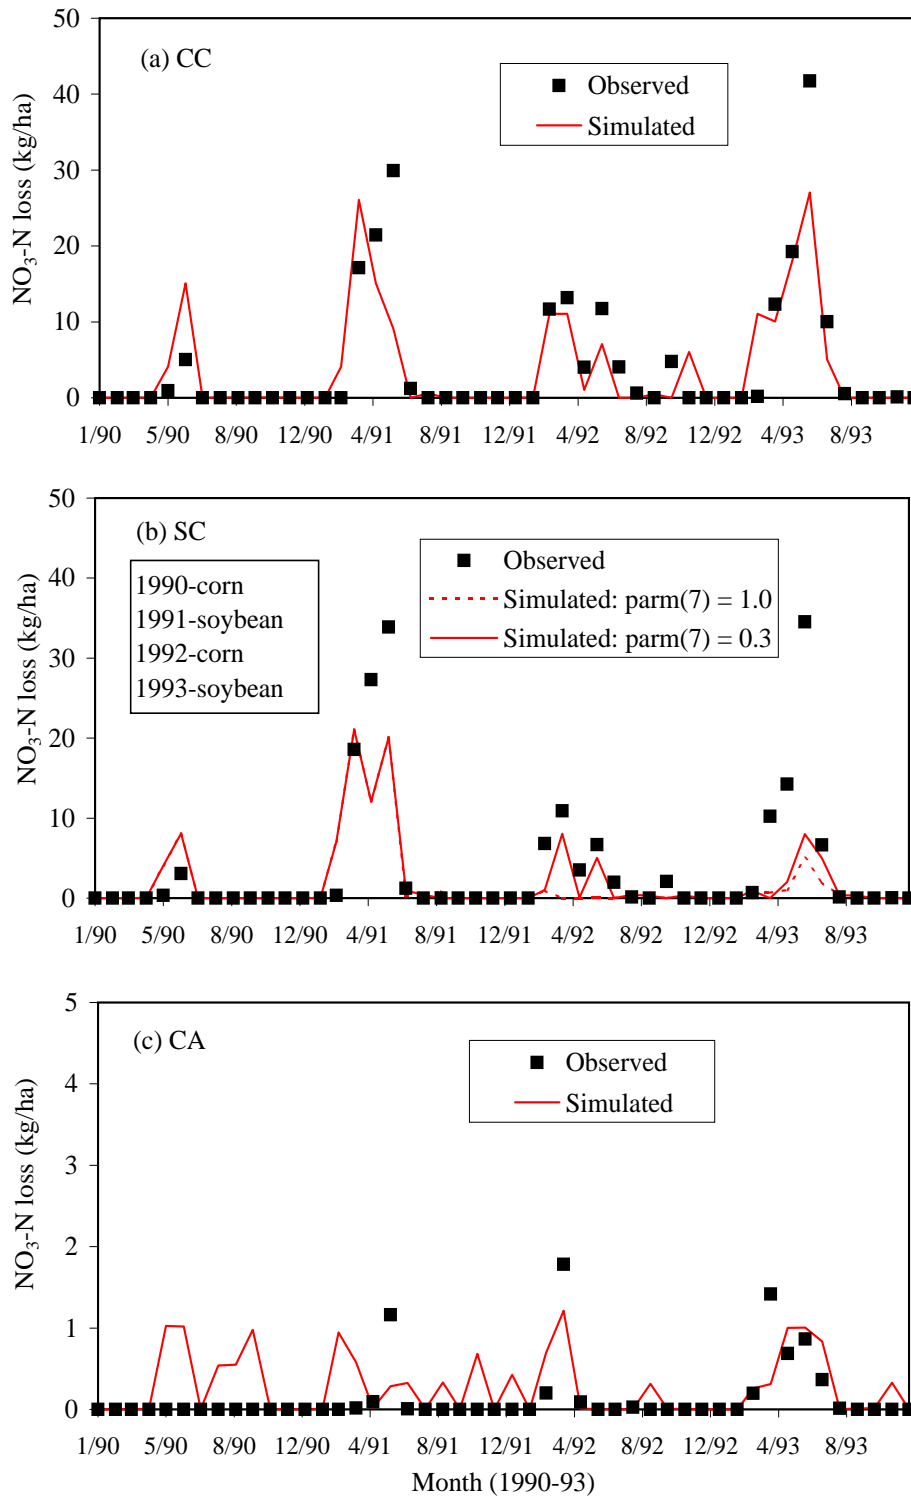 50
(a) CC
Observed
Simulated
40
30
20
10
0
NO₃-N loss (kg/ha)
1/90 5/90 8/90 12/90 4/91 8/91 12/91 4/92 8/92 12/92 4/93 8/93
50
(b) SC
1990-corn
1991-soybean
1992-corn
1993-soybean
Observed
Simulated: parm(7) = 1.0
Simulated: parm(7) = 0.3
40
30
20
10
0
NO₃-N loss (kg/ha)
1/90 5/90 8/90 12/90 4/91 8/91 12/91 4/92 8/92 12/92 4/93 8/93
5
(c) CA
Observed
Simulated
4
3
2
1
0
NO₃-N loss (kg/ha)
1/90 5/90 8/90 12/90 4/91 8/91 12/91 4/92 8/92 12/92 4/93 8/93
Month (1990-93)